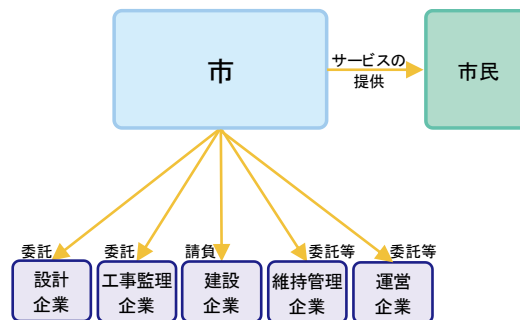 市
サービスの
提供
市民
委託
委託
請負
委託等
委託等
設計
企業
工事監理
企業
建設
企業
維持管理
企業
運営
企業